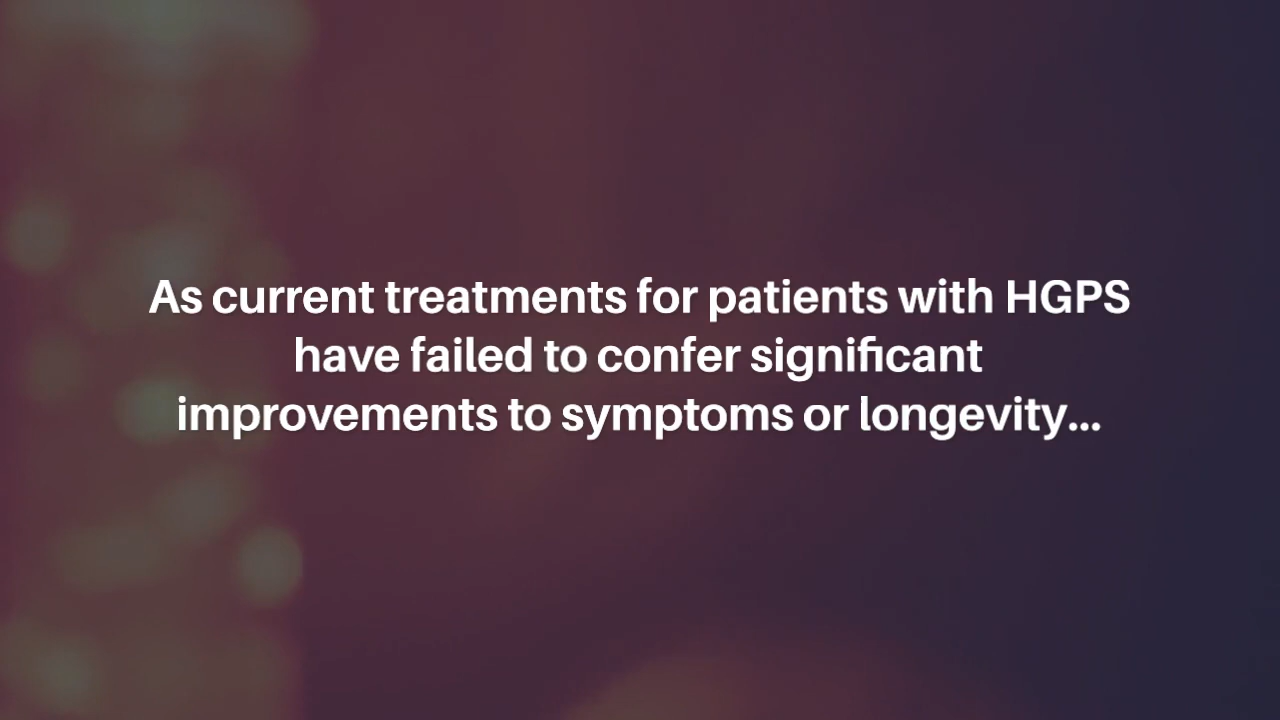 As current treatments for patients with HGPS
have failed to confer significant
improvements to symptoms or longevity...